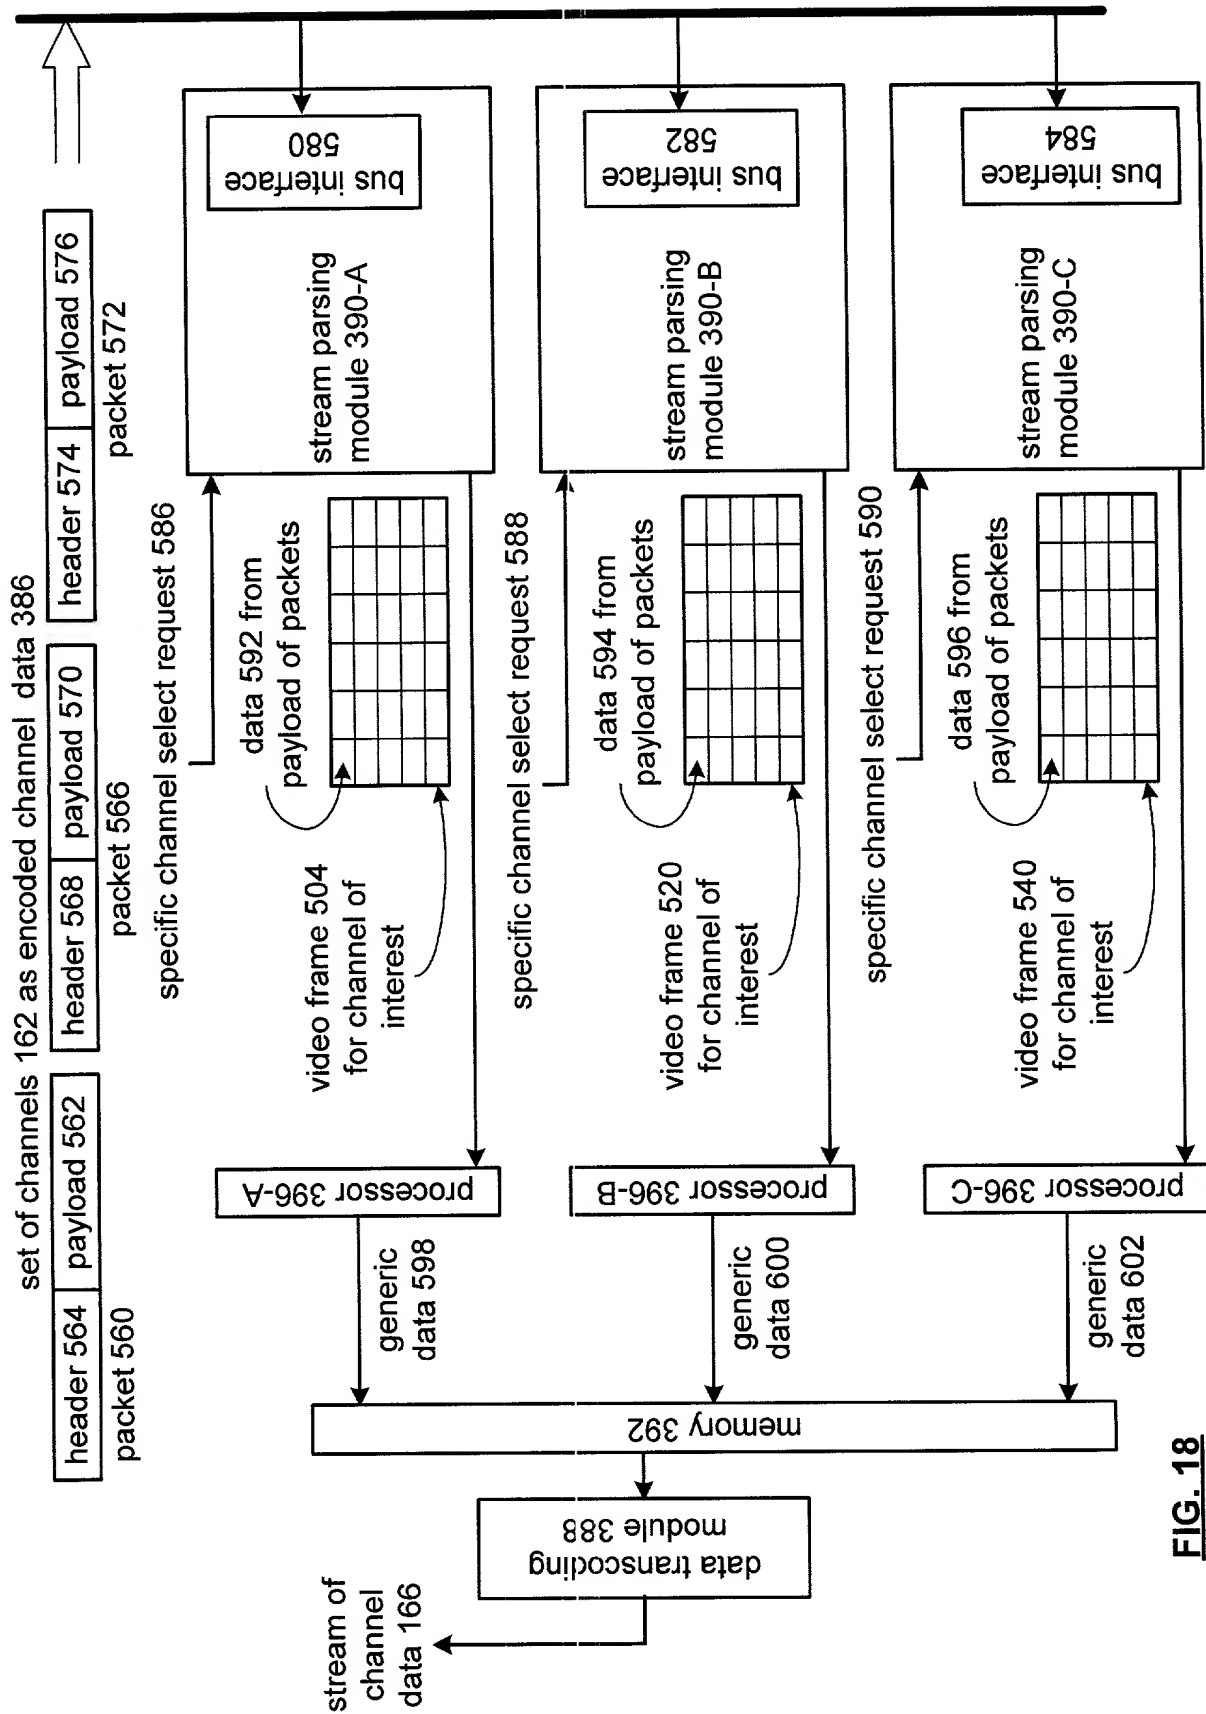 set of channels 162 as encoded channel data 386
header 564
payload 562
header 568
payload 570
header 574
payload 576
packet 560
packet 566
packet 572
specific channel select request 586
bus interface
580
stream parsing
module 390-A
data 592 from
payload of packets
video frame 504
for channel of
interest
processor 396-A
generic
data 598
specific channel select request 588
bus interface
582
stream parsing
module 390-B
data 594 from
payload of packets
video frame 520
for channel of
interest
processor 396-B
generic
data 600
specific channel select request 590
bus interface
584
stream parsing
module 390-C
data 596 from
payload of packets
video frame 540
for channel of
interest
processor 396-C
generic
data 602
memory 392
data transcoding
module 388
stream of
channel
data 166
FIG. 18